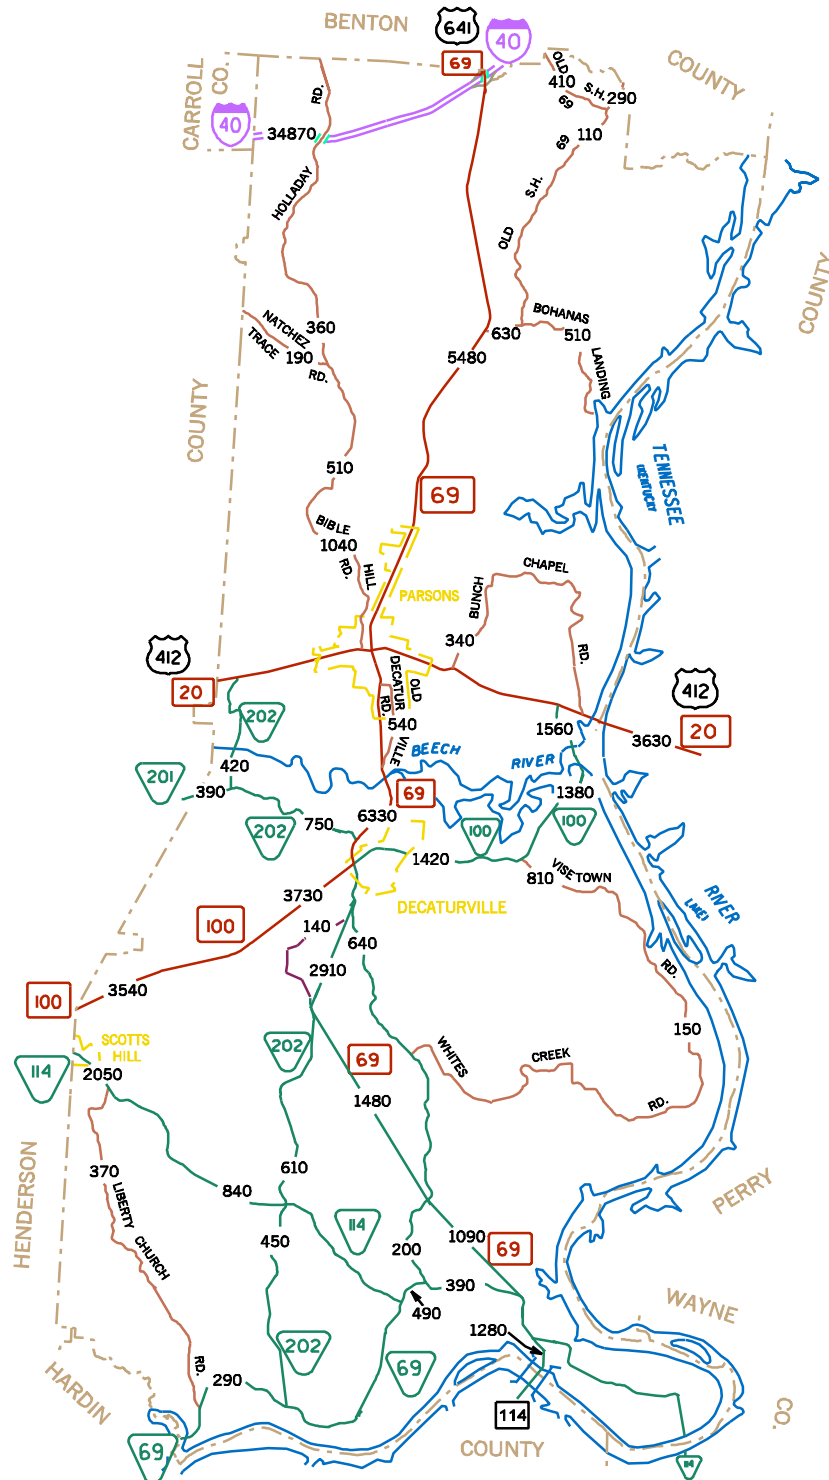 BENTON
641
40
69
OLD
410
S.H.
69
290
COUNTY
CARROLL
CO.
RD.
40
34870
69
110
HOLLADAY
S.H.
OLD
COUNTY
NATCHEZ
TRACE
190
RD.
360
BOHANAS
630
510
LANDING
5480
COUNTY
510
69
TENNESSEE
(KENTUCKY
BIBLE
1040
RD.
HILL
PARSONS
BUNCH
CHAPEL
340
RD.
412
20
OLD
DECATUR
RD.
540
VILLE
412
20
202
1560
3630
BEECH
RIVER
420
201
390
69
1380
6330
202
750
100
100
1420
810
VISETOWN
DECATURVILLE
RIVER
LAKE)
3730
100
140
640
2910
RD.
3540
100
SCOTTS
HILL
114
2050
202
69
WHITES
CREEK
RD.
150
1480
HENDERSON
370
LIBERTY
CHURCH
RD.
840
610
450
114
PERRY
200
1090
69
390
490
WAYNE
1280
202
69
HARDIN
290
114
COUNTY
CO.
69
114